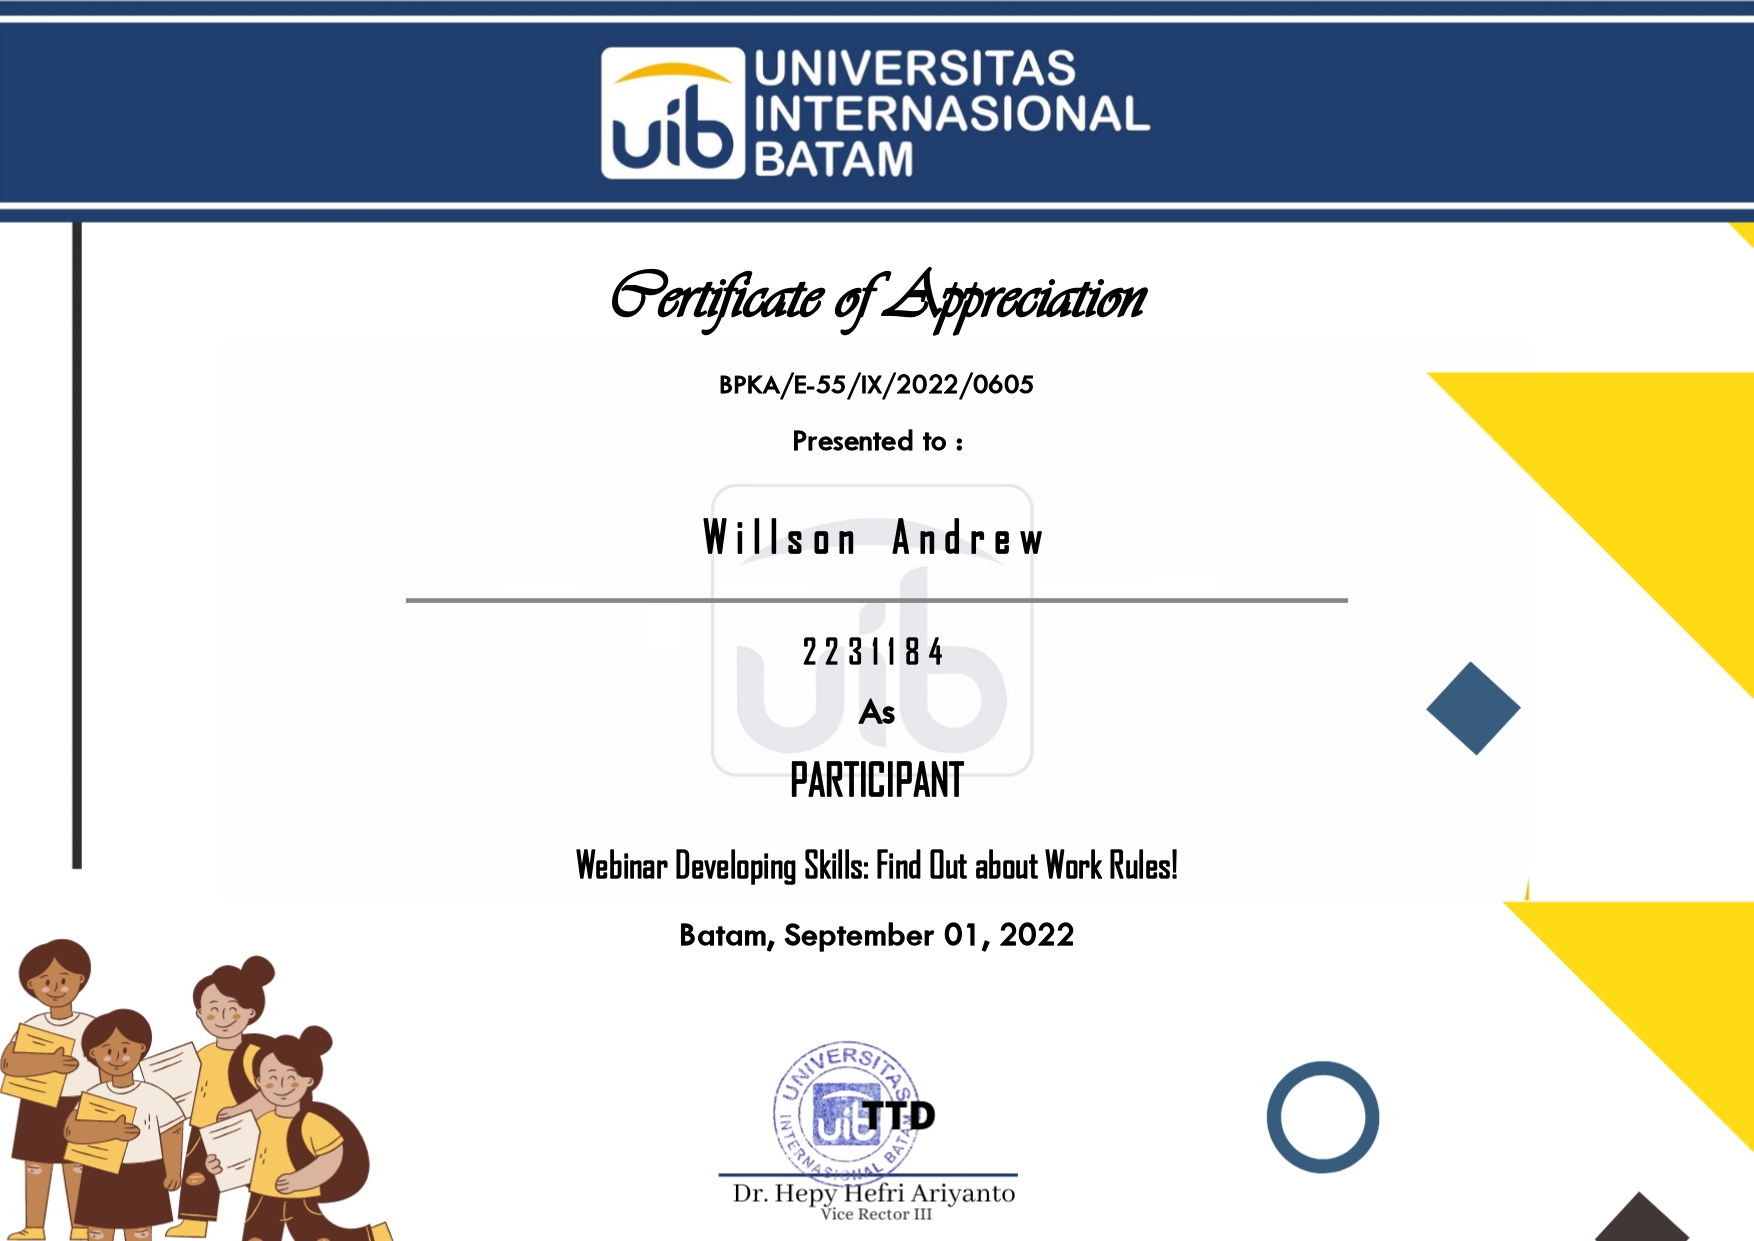 uib
UNIVERSITAS
INTERNASIONAL
BATAM
Certificate of Appreciation
BPKA/E-55/IX/2022/0605
Presented to :
Willson Andrew
uib
2231184
As
PARTICIPANT
Webinar Developing Skills: Find Out about Work Rules!
Batam, September 01, 2022
UNIVERSITAS
INTERNASIONAL BATAM
uib
TTD
Dr. Hepy Hefri Ariyanto
Vice Rector III